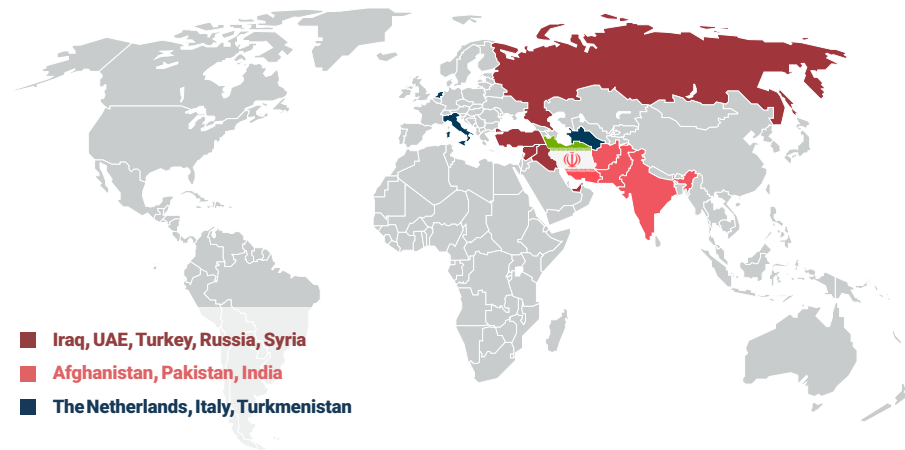 Iraq, UAE, Turkey, Russia, Syria
Afghanistan, Pakistan, India
The Netherlands, Italy, Turkmenistan